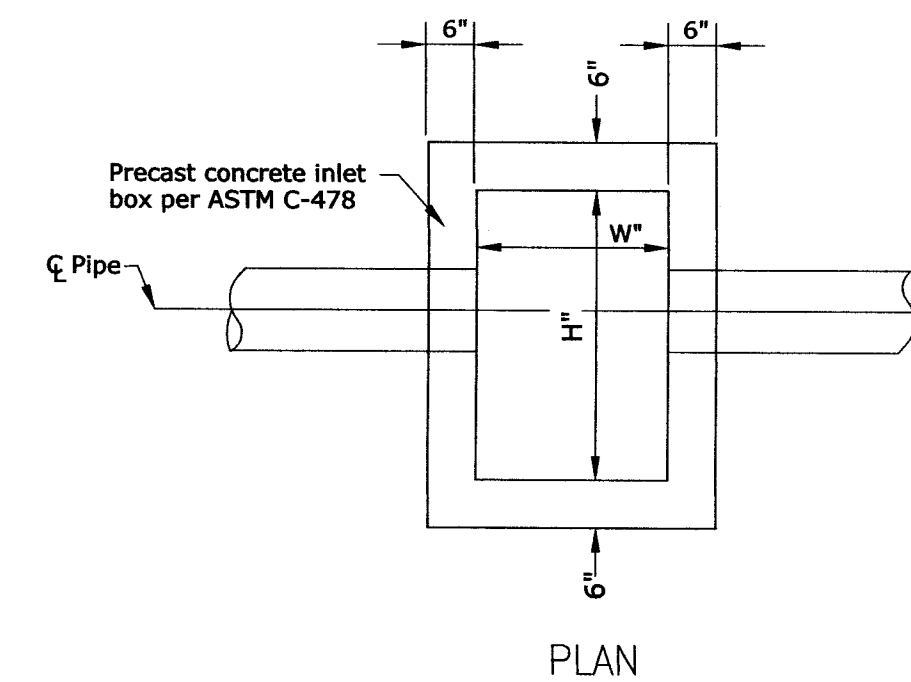 6"
6"
6"
Precast concrete inlet
box per ASTM C-478
W"
℄ Pipe
H"
6"
PLAN